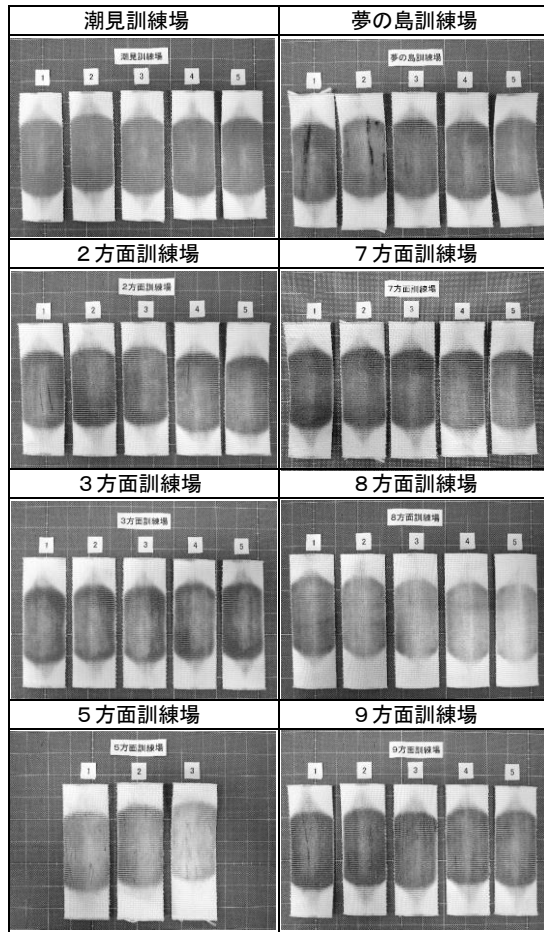 潮見訓練場
潮見訓練場
1 2 3 4 5
夢の島訓練場
夢の島訓練場
1 2 3 4 5
２方面訓練場
2方面訓練場
1 2 3 4 5
７方面訓練場
7方面訓練場
1 2 3 4 5
３方面訓練場
3方面訓練場
1 2 3 4 5
８方面訓練場
8方面訓練場
1 2 3 4 5
５方面訓練場
5方面訓練場
1 2 3
９方面訓練場
9方面訓練場
1 2 3 4 5